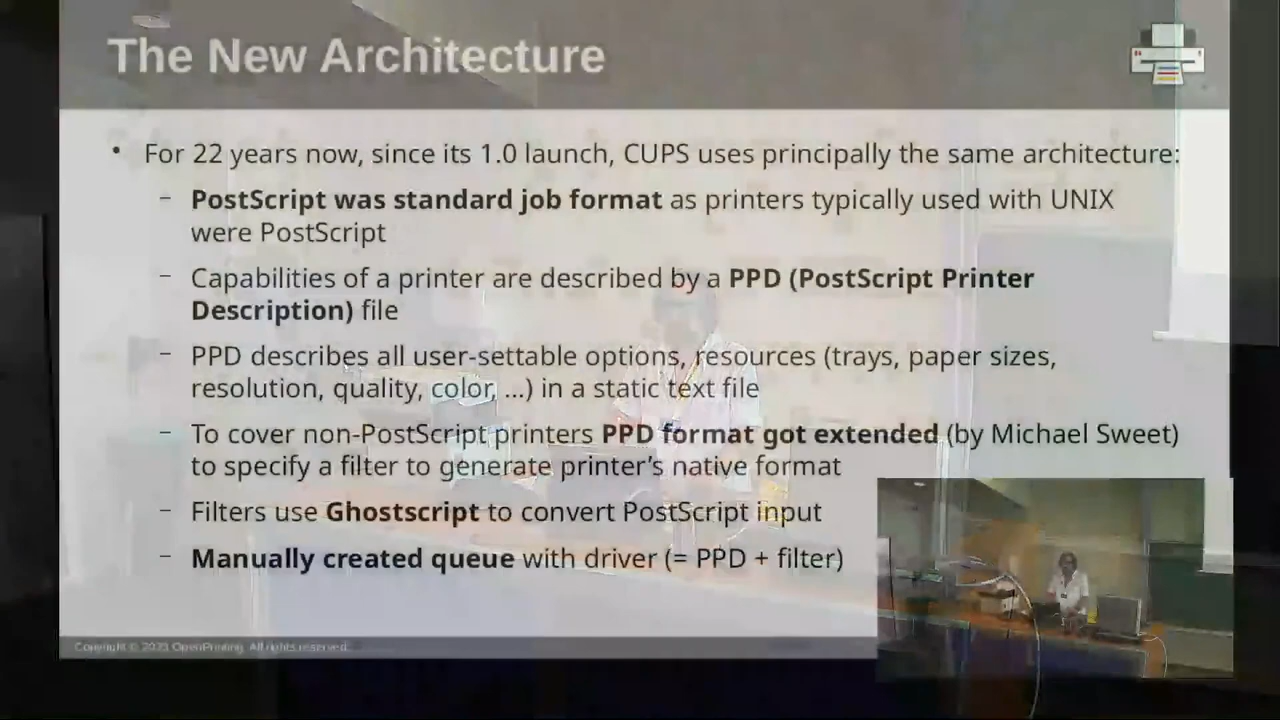 The New Architecture
• For 22 years now, since its 1.0 launch, CUPS uses principally the same architecture:
– PostScript was standard job format as printers typically used with UNIX
were PostScript
– Capabilities of a printer are described by a PPD (PostScript Printer
Description) file
– PPD describes all user-settable options, resources (trays, paper sizes,
resolution, quality, color, ...) in a static text file
– To cover non-PostScript printers PPD format got extended (by Michael Sweet)
to specify a filter to generate printer’s native format
– Filters use Ghostscript to convert PostScript input
– Manually created queue with driver (= PPD + filter)
Copyright © 2023 OpenPrinting. All rights reserved.